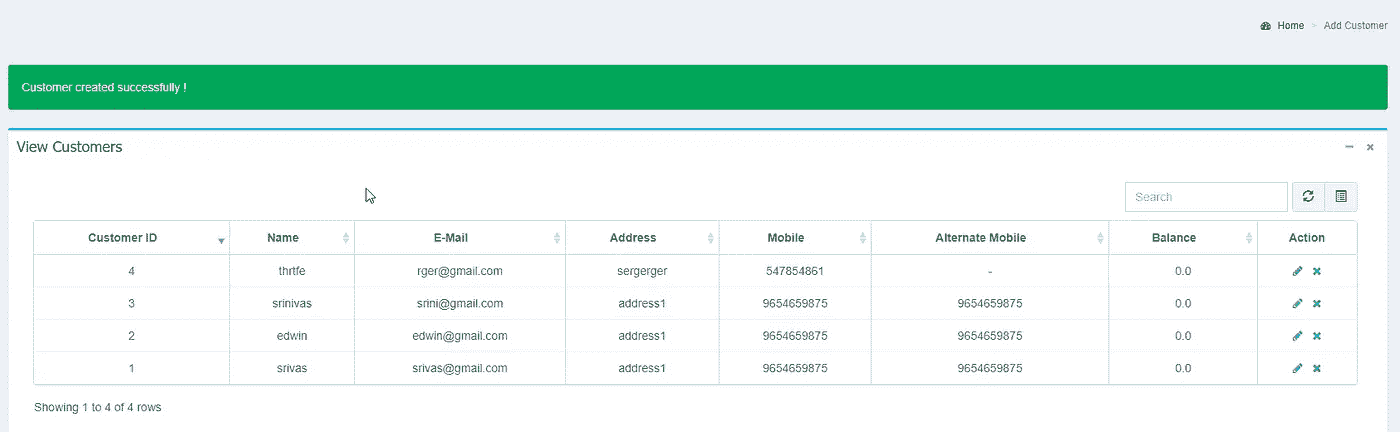 Home > Add Customer
Customer created successfully !
View Customers
Search
Customer ID Name E-Mail Address Mobile Alternate Mobile Balance Action
4 thrtfe rger@gmail.com sergerger 547854861 - 0.0
3 srinivas srini@gmail.com address1 9654659875 9654659875 0.0
2 edwin edwin@gmail.com address1 9654659875 9654659875 0.0
1 srivas srivas@gmail.com address1 9654659875 9654659875 0.0
Showing 1 to 4 of 4 rows